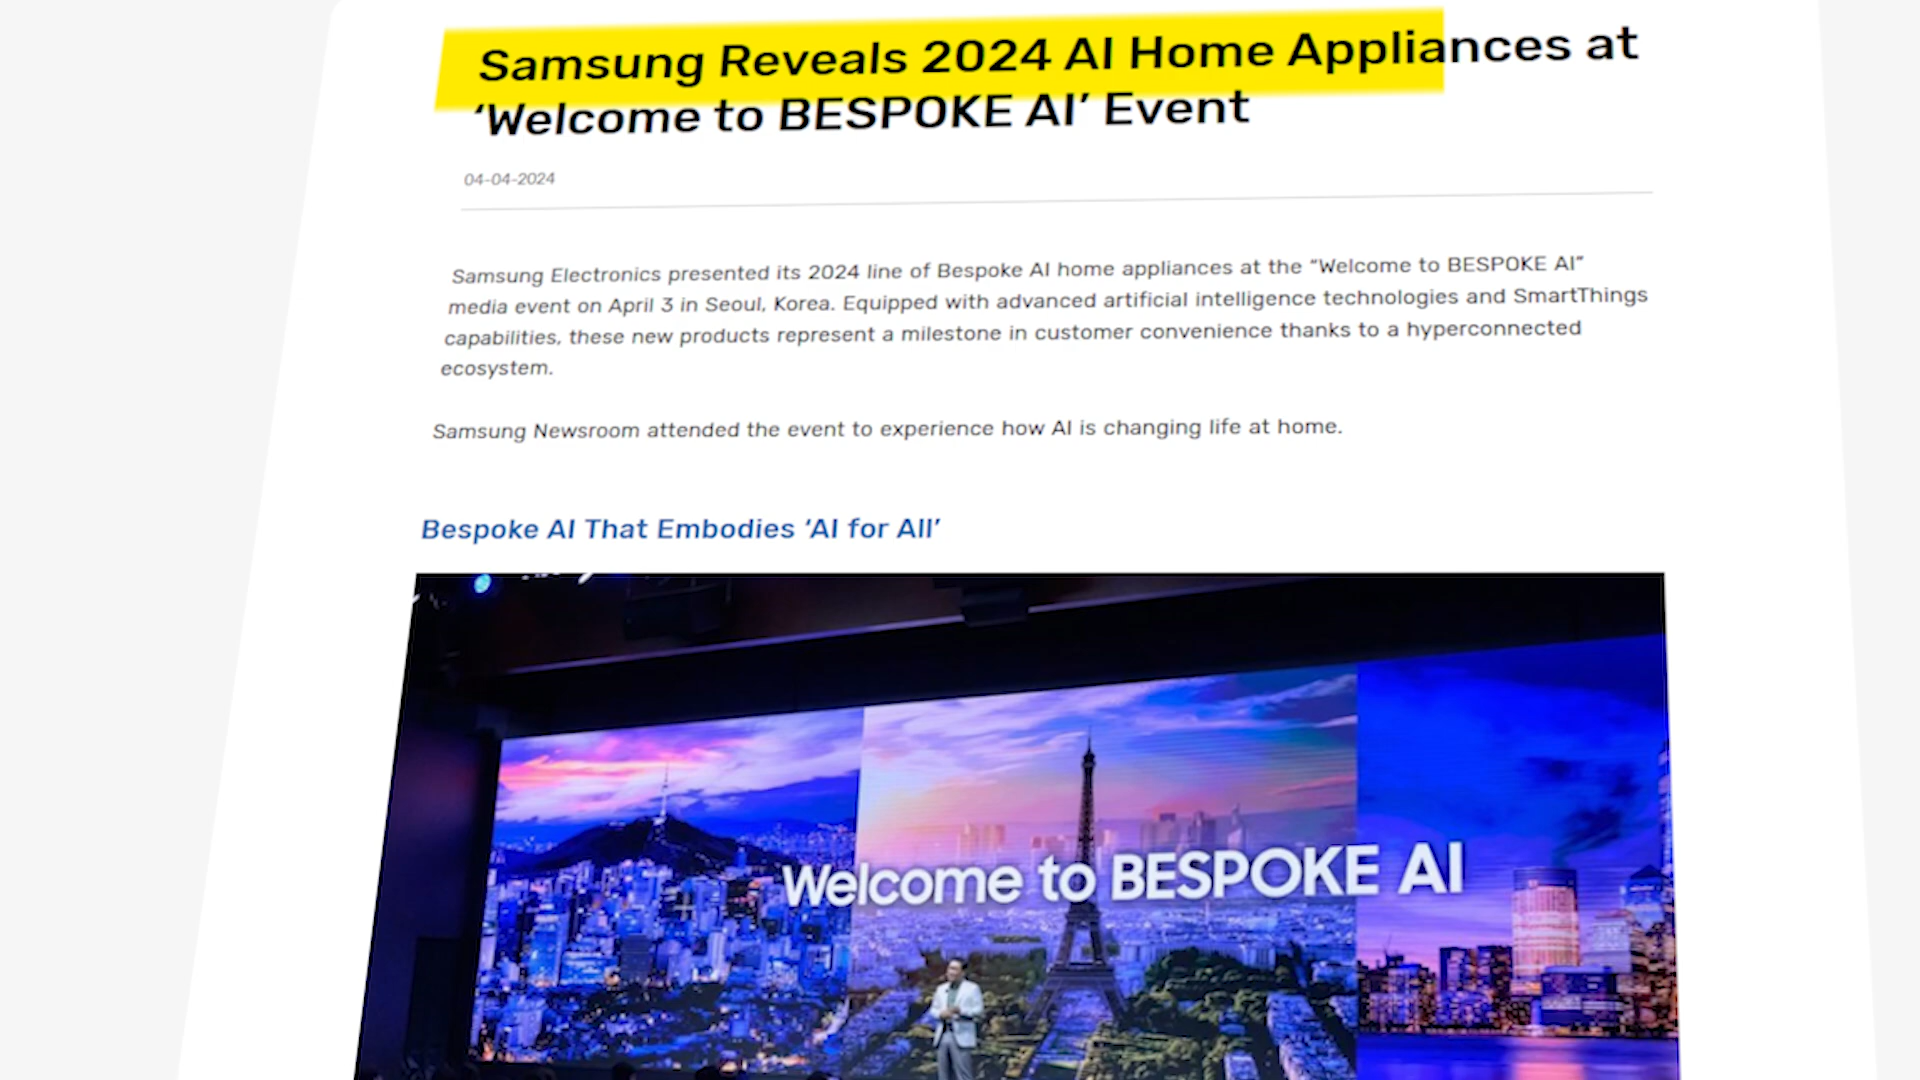 Samsung Reveals 2024 AI Home Appliances at
‘Welcome to BESPOKE AI’ Event
04-04-2024
Samsung Electronics presented its 2024 line of Bespoke AI home appliances at the “Welcome to BESPOKE AI”
media event on April 3 in Seoul, Korea. Equipped with advanced artificial intelligence technologies and SmartThings
capabilities, these new products represent a milestone in customer convenience thanks to a hyperconnected
ecosystem.
Samsung Newsroom attended the event to experience how AI is changing life at home.
Bespoke AI That Embodies ‘AI for All’
Welcome to BESPOKE AI